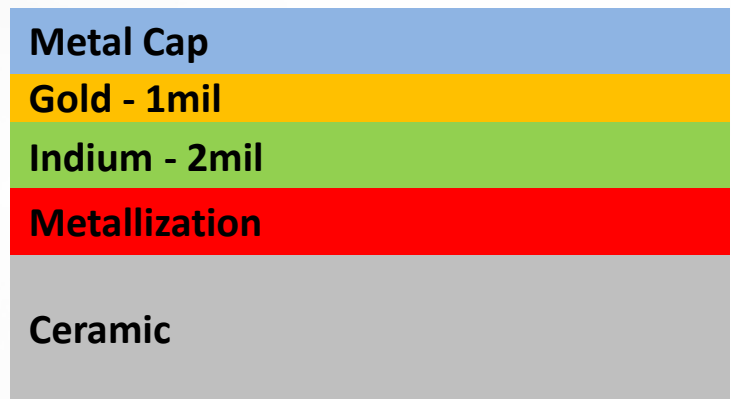 Metal Cap
Gold - 1mil
Indium - 2mil
Metallization
Ceramic